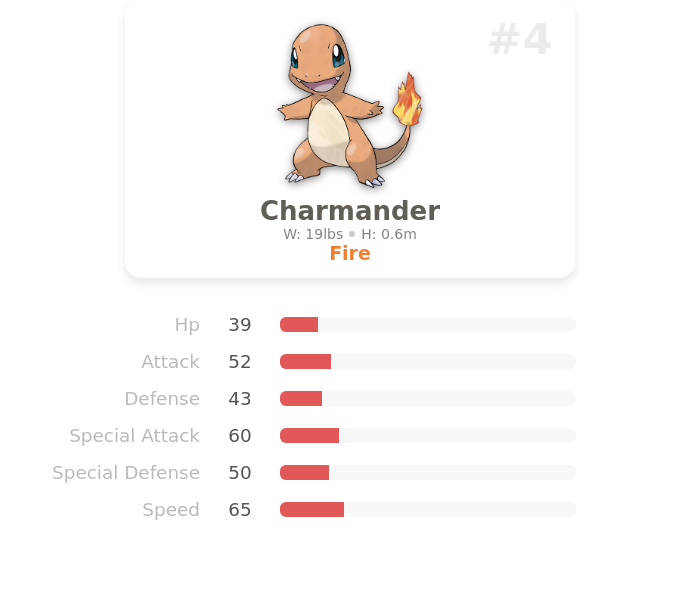 #4
Charmander
W: 19lbs • H: 0.6m
Fire
Hp 39
Attack 52
Defense 43
Special Attack 60
Special Defense 50
Speed 65